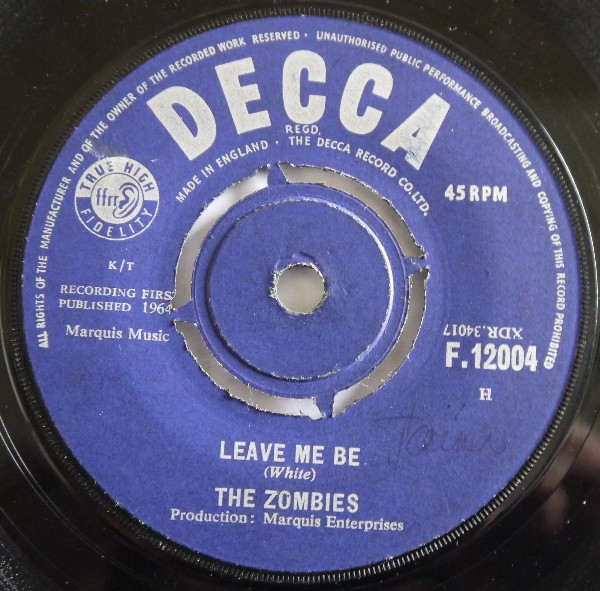 ALL RIGHTS OF THE MANUFACTURER AND OF THE OWNER OF THE RECORDED WORK RESERVED · UNAUTHORISED PUBLIC PERFORMANCE BROADCASTING AND COPYING OF THIS RECORD PROHIBITED
DECCA
REGD.
MADE IN ENGLAND · THE DECCA RECORD CO. LTD.
TRUE HIGH
ffrr
FIDELITY
45 RPM
K/T
RECORDING FIRST
PUBLISHED 1964
Marquis Music
XDR.34017
F.12004
H
LEAVE ME BE
(White)
THE ZOMBIES
Production: Marquis Enterprises